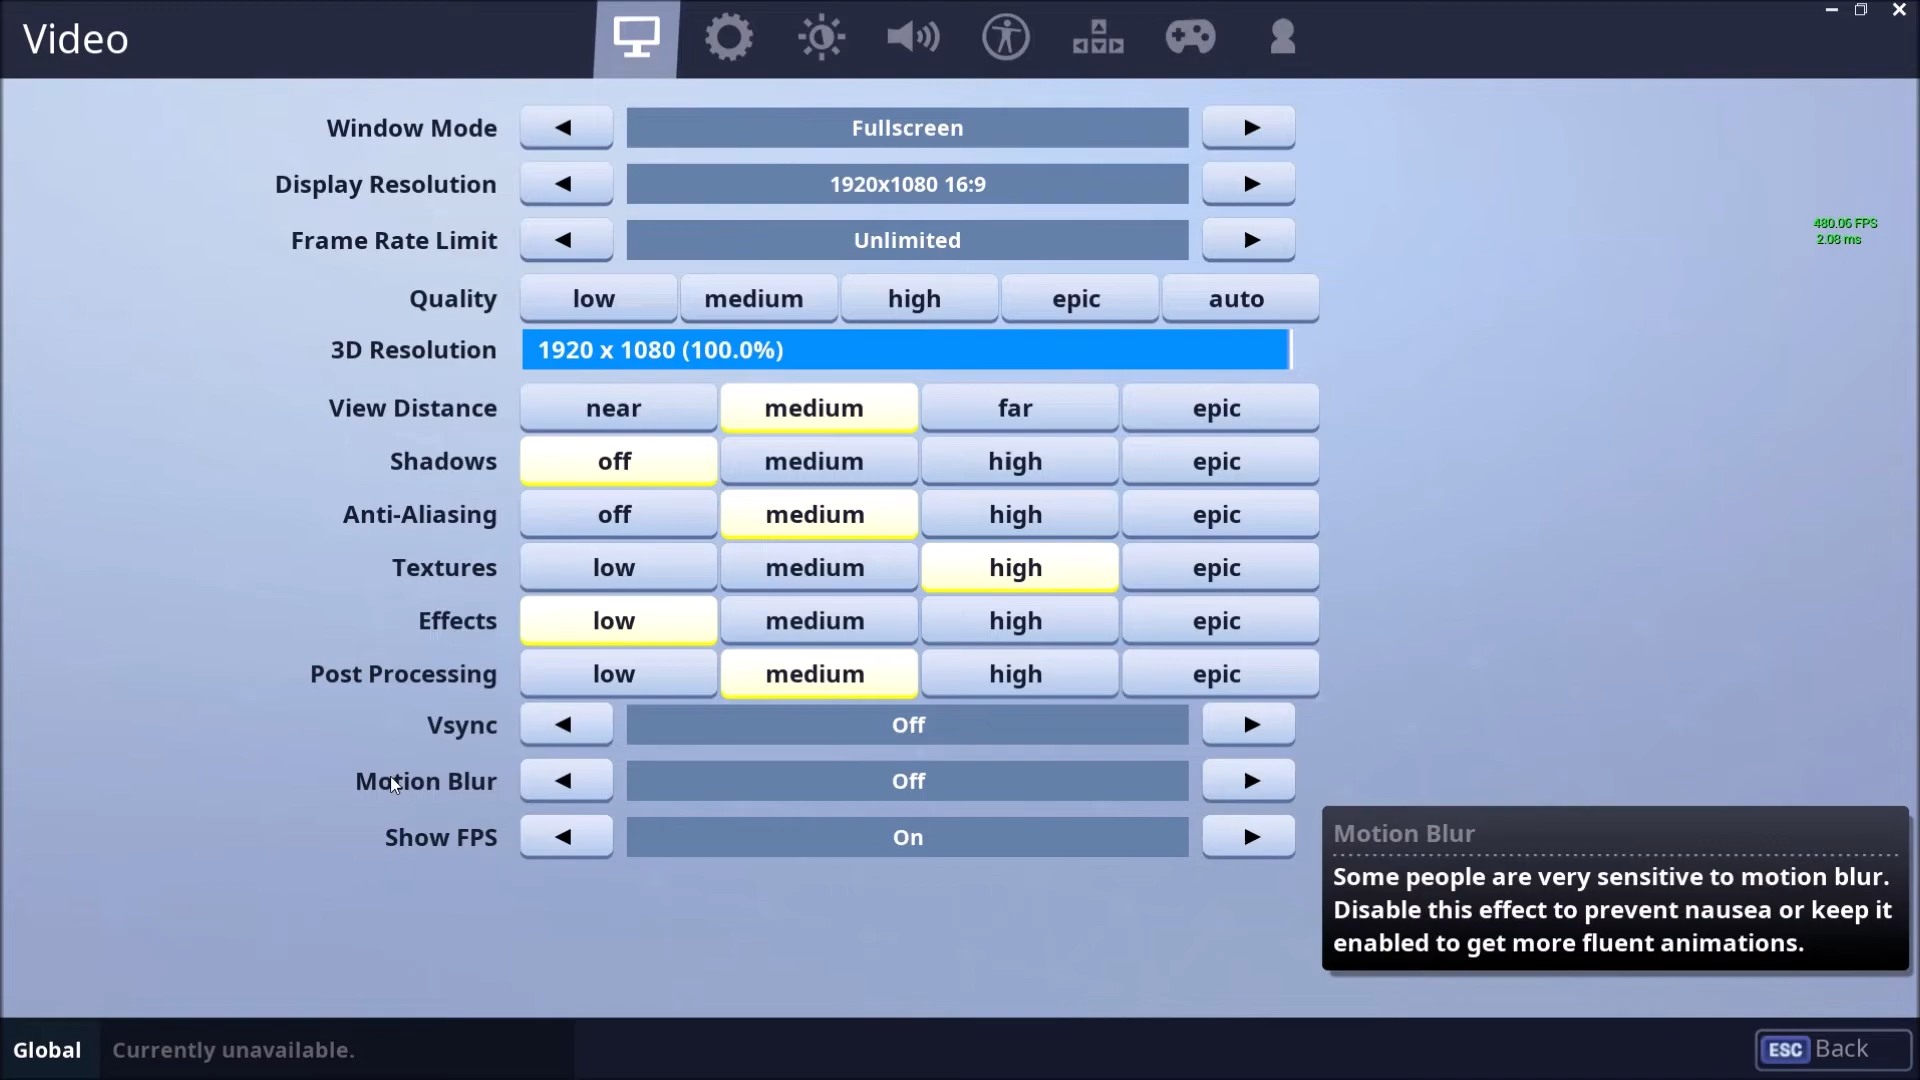 Video
Window Mode Fullscreen
Display Resolution 1920x1080 16:9
480.06 FPS
2.08 ms
Frame Rate Limit Unlimited
Quality low medium high epic auto
3D Resolution 1920 x 1080 (100.0%)
View Distance near medium far epic
Shadows off medium high epic
Anti-Aliasing off medium high epic
Textures low medium high epic
Effects low medium high epic
Post Processing low medium high epic
Vsync Off
Motion Blur Off
Show FPS On
Motion Blur
Some people are very sensitive to motion blur.
Disable this effect to prevent nausea or keep it
enabled to get more fluent animations.
Global Currently unavailable.
ESC Back